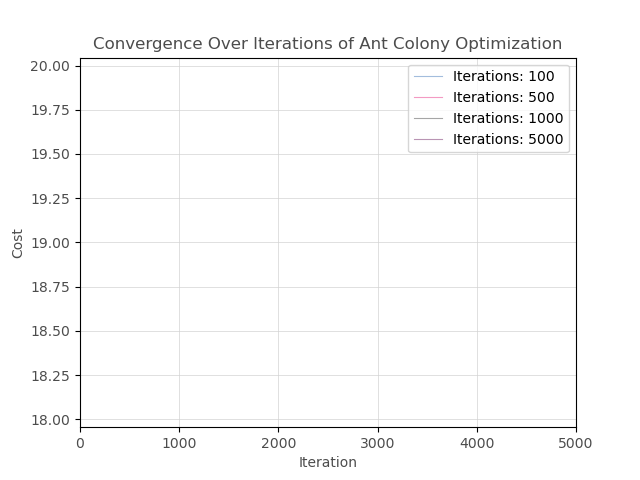 Convergence Over Iterations of Ant Colony Optimization
20.00
19.75
19.50
19.25
19.00
18.75
18.50
18.25
18.00
Cost
Iterations: 100
Iterations: 500
Iterations: 1000
Iterations: 5000
0 1000 2000 3000 4000 5000
Iteration